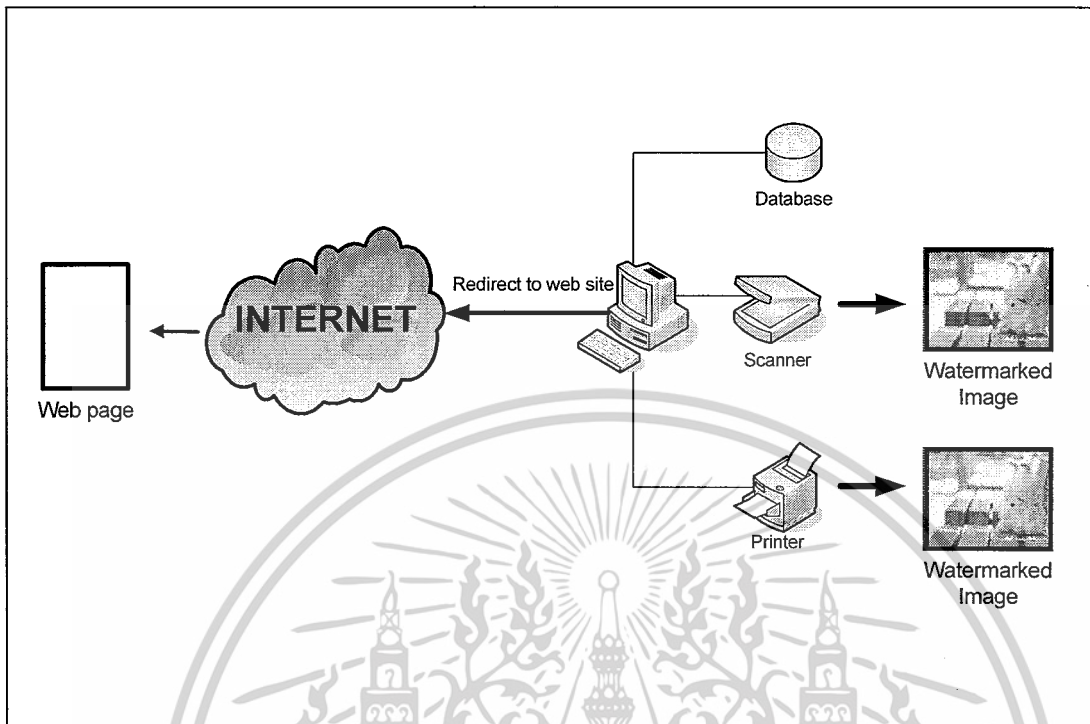 Database
Redirect to web site
INTERNET
Web page
Scanner
Watermarked
Image
Printer
Watermarked
Image